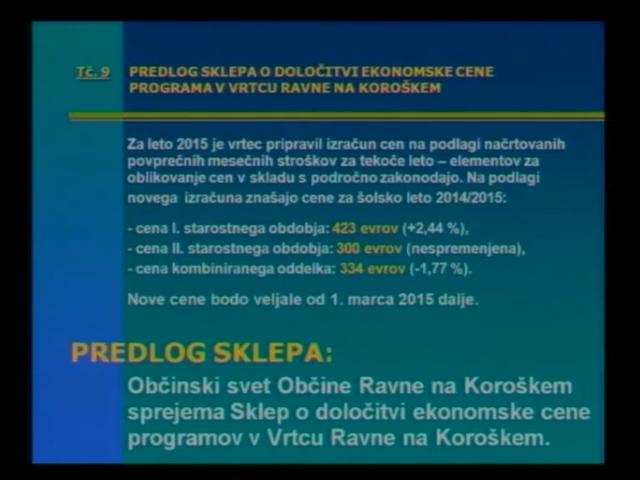 Tč. 9 PREDLOG SKLEPA O DOLOČITVI EKONOMSKE CENE
PROGRAMA V VRTCU RAVNE NA KOROŠKEM
Za leto 2015 je vrtec pripravil izračun cen na podlagi načrtovanih
povprečnih mesečnih stroškov za tekoče leto – elementov za
oblikovanje cen v skladu s področno zakonodajo. Na podlagi
novega izračuna znašajo cene za šolsko leto 2014/2015:
- cena I. starostnega obdobja: 423 evrov (+2,44 %),
- cena II. starostnega obdobja: 300 evrov (nespremenjena),
- cena kombiniranega oddelka: 334 evrov (-1,77 %).
Nove cene bodo veljale od 1. marca 2015 dalje.
PREDLOG SKLEPA:
Občinski svet Občine Ravne na Koroškem
sprejema Sklep o določitvi ekonomske cene
programov v Vrtcu Ravne na Koroškem.